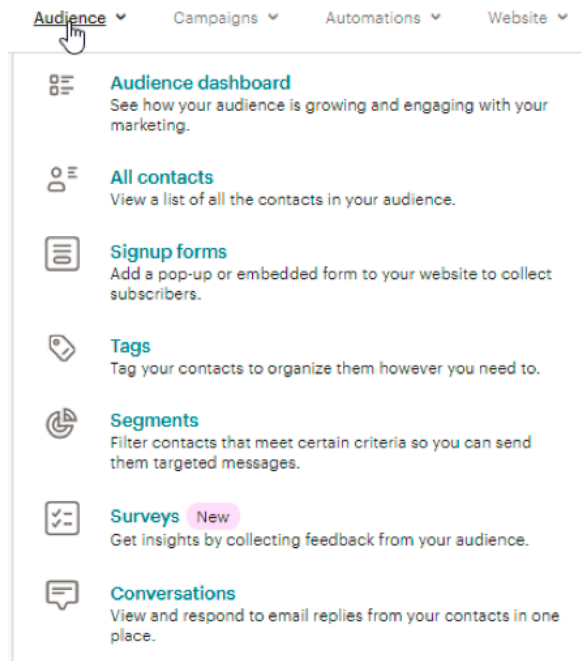 Audience Campaigns Automations Website
Audience dashboard
See how your audience is growing and engaging with your
marketing.
All contacts
View a list of all the contacts in your audience.
Signup forms
Add a pop-up or embedded form to your website to collect
subscribers.
Tags
Tag your contacts to organize them however you need to.
Segments
Filter contacts that meet certain criteria so you can send
them targeted messages.
Surveys New
Get insights by collecting feedback from your audience.
Conversations
View and respond to email replies from your contacts in one
place.